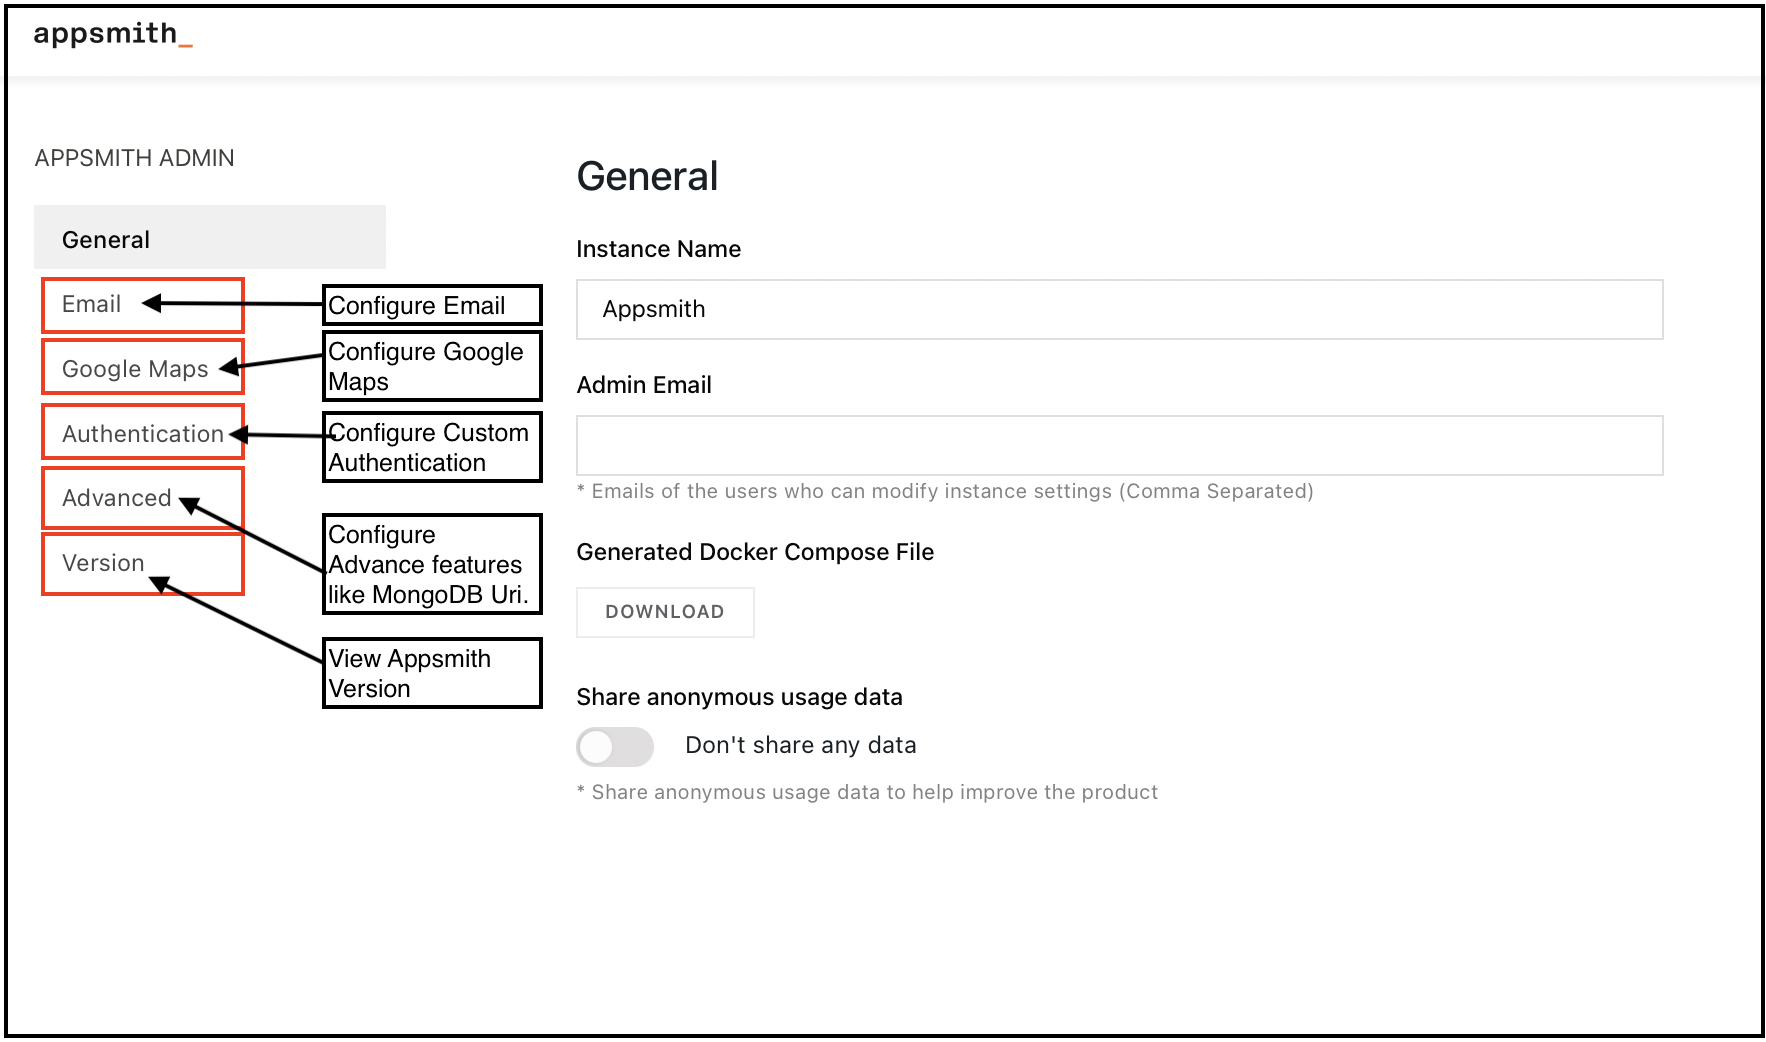 appsmith_
APPSMITH ADMIN
General
Email
Google Maps
Authentication
Advanced
Version
Configure Email
Configure Google
Maps
Configure Custom
Authentication
Configure
Advance features
like MongoDB Uri.
View Appsmith
Version
General
Instance Name
Appsmith
Admin Email
* Emails of the users who can modify instance settings (Comma Separated)
Generated Docker Compose File
DOWNLOAD
Share anonymous usage data
Don't share any data
* Share anonymous usage data to help improve the product